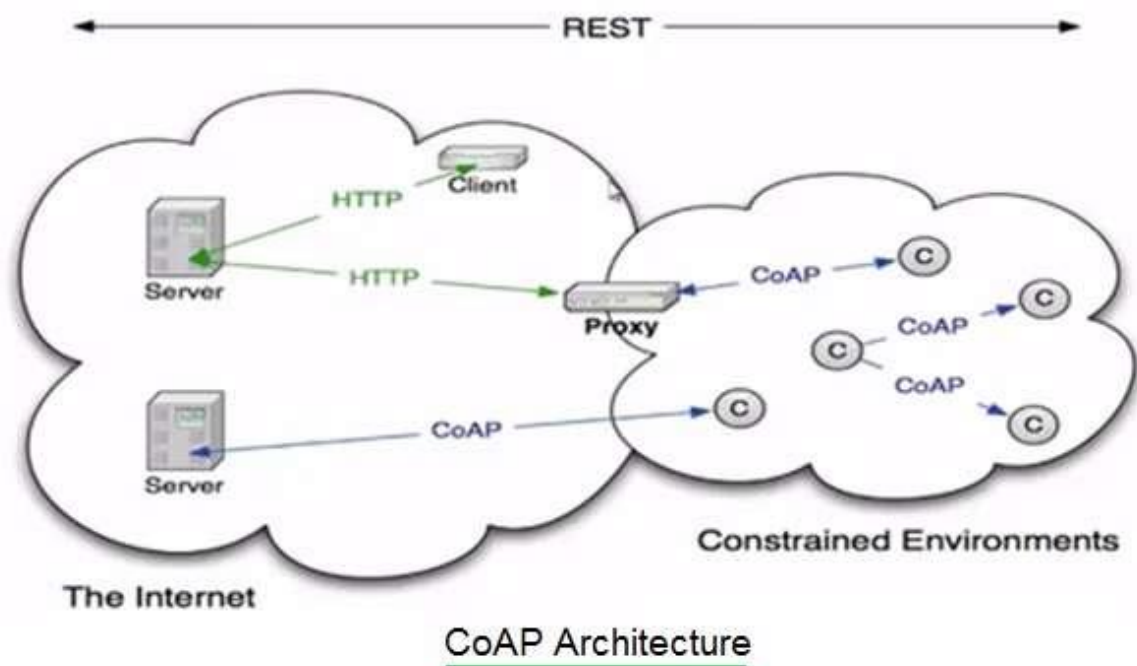 REST
Client
HTTP
HTTP
Server
Proxy
CoAP
C
C
CoAP
C
CoAP
C
C
CoAP
Server
Constrained Environments
The Internet
CoAP Architecture